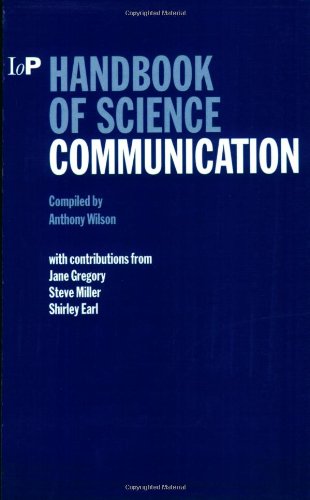 IoP HANDBOOK
OF SCIENCE
COMMUNICATION
Compiled by
Anthony Wilson
with contributions from
Jane Gregory
Steve Miller
Shirley Earl